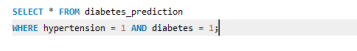 SELECT * FROM diabetes_prediction
WHERE hypertension = 1 AND diabetes = 1;